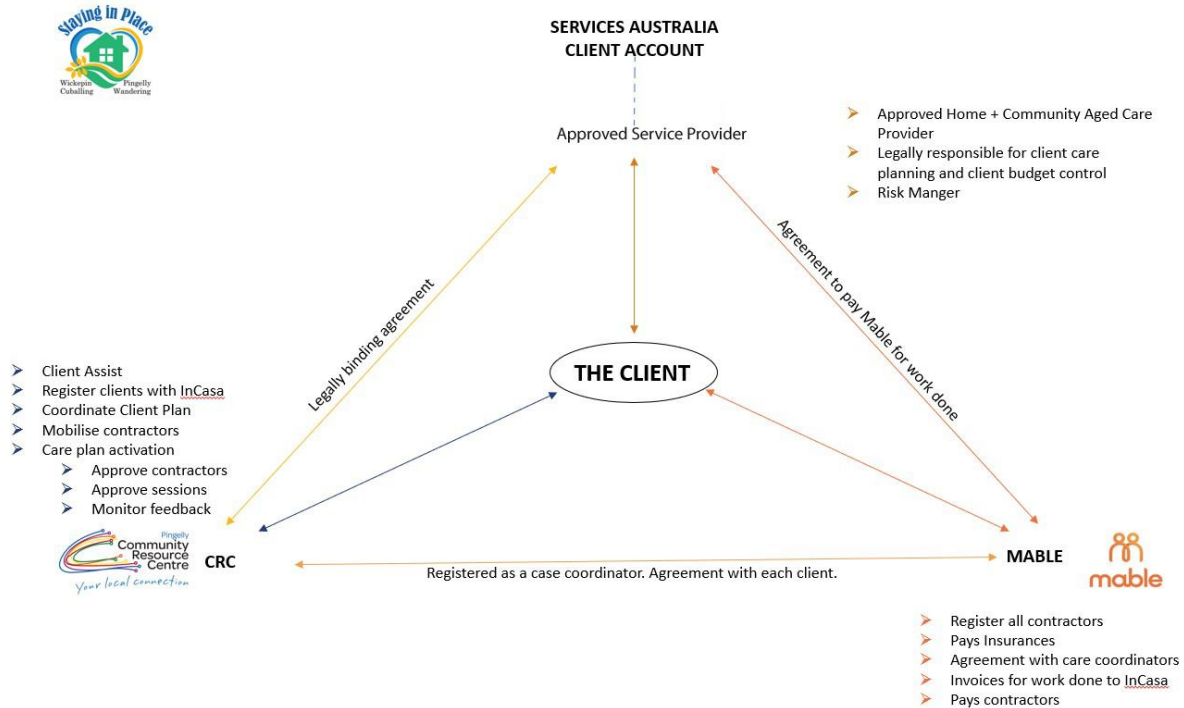 Staying in Place
Wickepin Pingelly
Cuballing Wandering
SERVICES AUSTRALIA
CLIENT ACCOUNT
Approved Service Provider
Approved Home + Community Aged Care
Provider
Legally responsible for client care
planning and client budget control
Risk Manger
Legally binding agreement
Agreement to pay Mable for work done
THE CLIENT
Client Assist
Register clients with InCasa
Coordinate Client Plan
Mobilise contractors
Care plan activation
Approve contractors
Approve sessions
Monitor feedback
Pingelly
Community
Resource
Centre
Your local connection
CRC
Registered as a case coordinator. Agreement with each client.
MABLE
mable
Register all contractors
Pays Insurances
Agreement with care coordinators
Invoices for work done to InCasa
Pays contractors